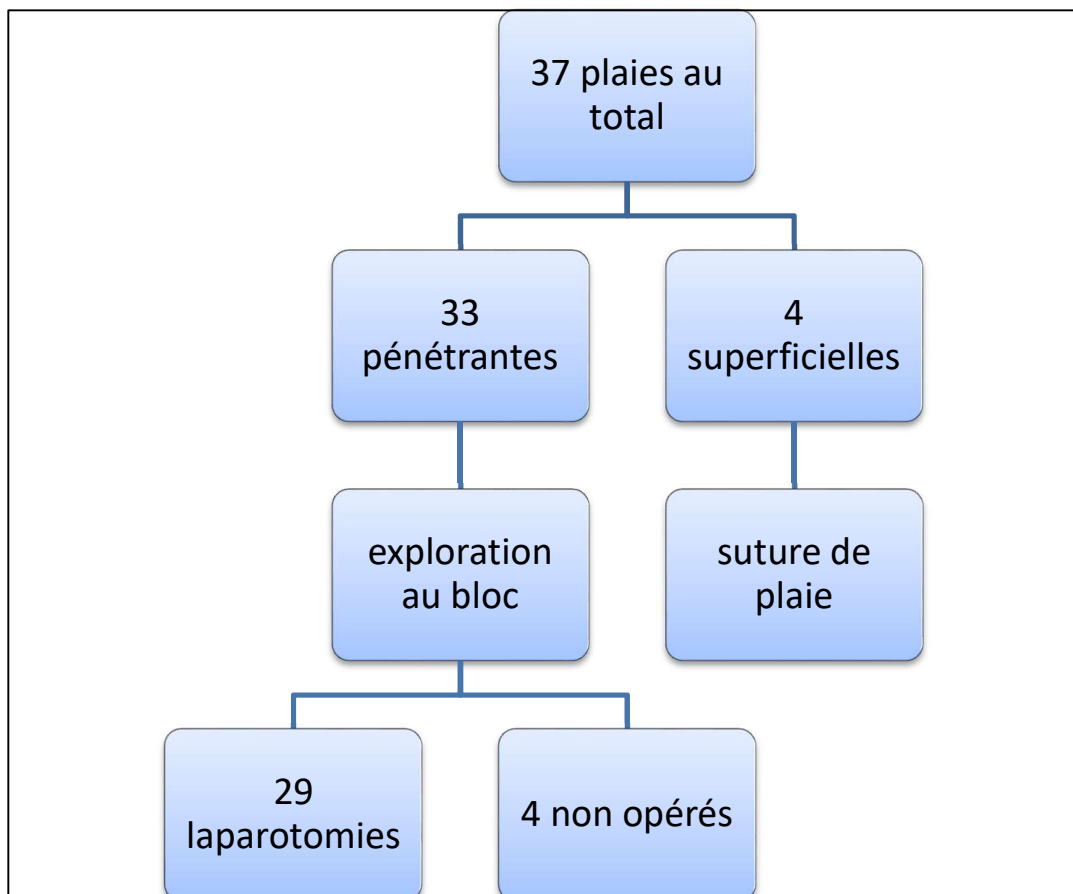 37 plaies au
total
33
pénétrantes
4
superficielles
exploration
au bloc
suture de
plaie
29
laparotomies
4 non opérés